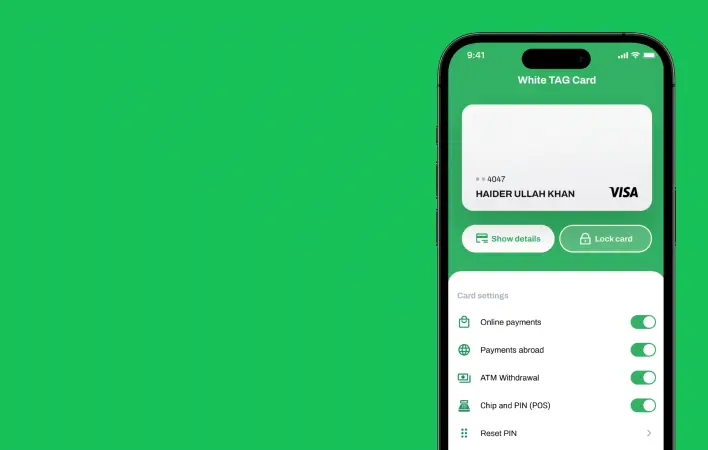 9:41
White TAG Card
4047
HAIDER ULLAH KHAN
VISA
Show details
Lock card
Card settings
Online payments
Payments abroad
ATM Withdrawal
Chip and PIN (POS)
Reset PIN